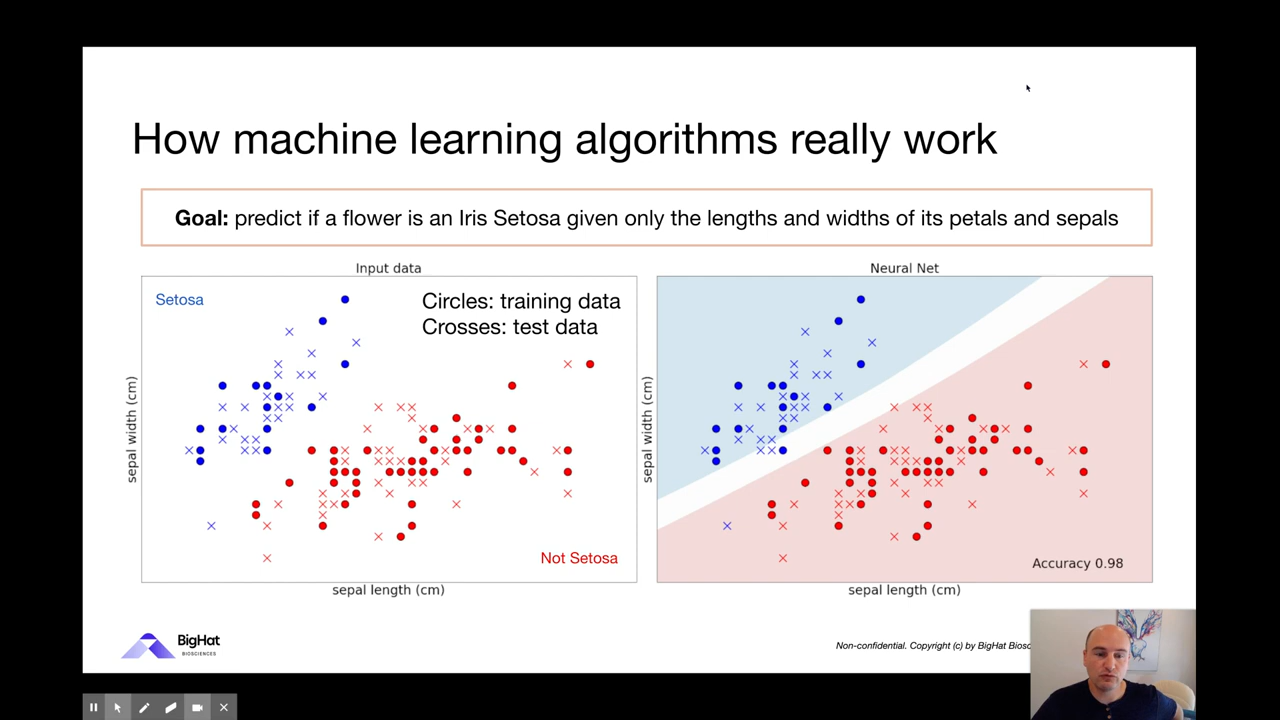 How machine learning algorithms really work
Goal: predict if a flower is an Iris Setosa given only the lengths and widths of its petals and sepals
Input data
Setosa
Circles: training data
Crosses: test data
sepal width (cm)
Not Setosa
sepal length (cm)
Neural Net
sepal width (cm)
Accuracy 0.98
sepal length (cm)
BigHat
BIOSCIENCES
Non-confidential. Copyright (c) by BigHat